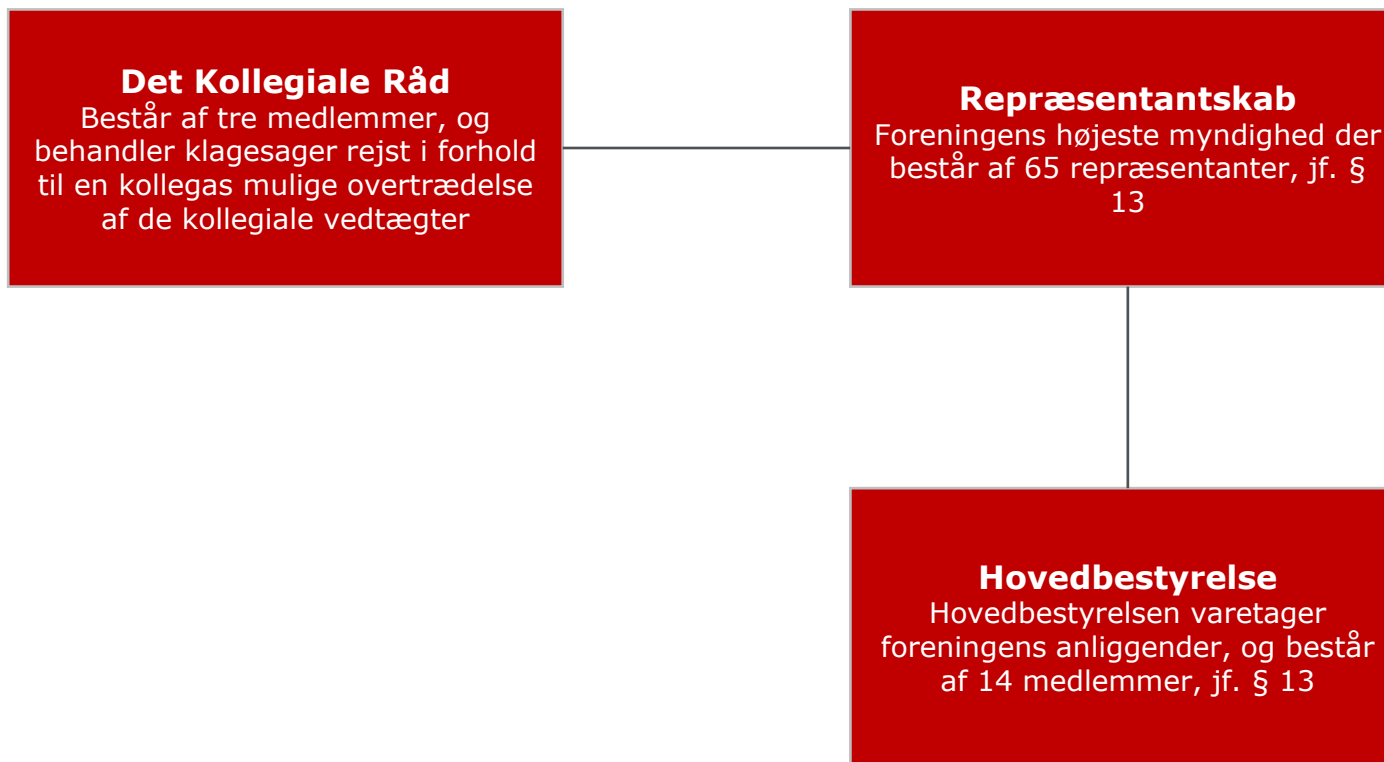 Det Kollegiale Råd
Består af tre medlemmer, og
behandler klagesager rejst i forhold
til en kollegas mulige overtrædelse
af de kollegiale vedtægter
Repræsentantskab
Foreningens højeste myndighed der
består af 65 repræsentanter, jf. §
13
Hovedbestyrelse
Hovedbestyrelsen varetager
foreningens anliggender, og består
af 14 medlemmer, jf. § 13